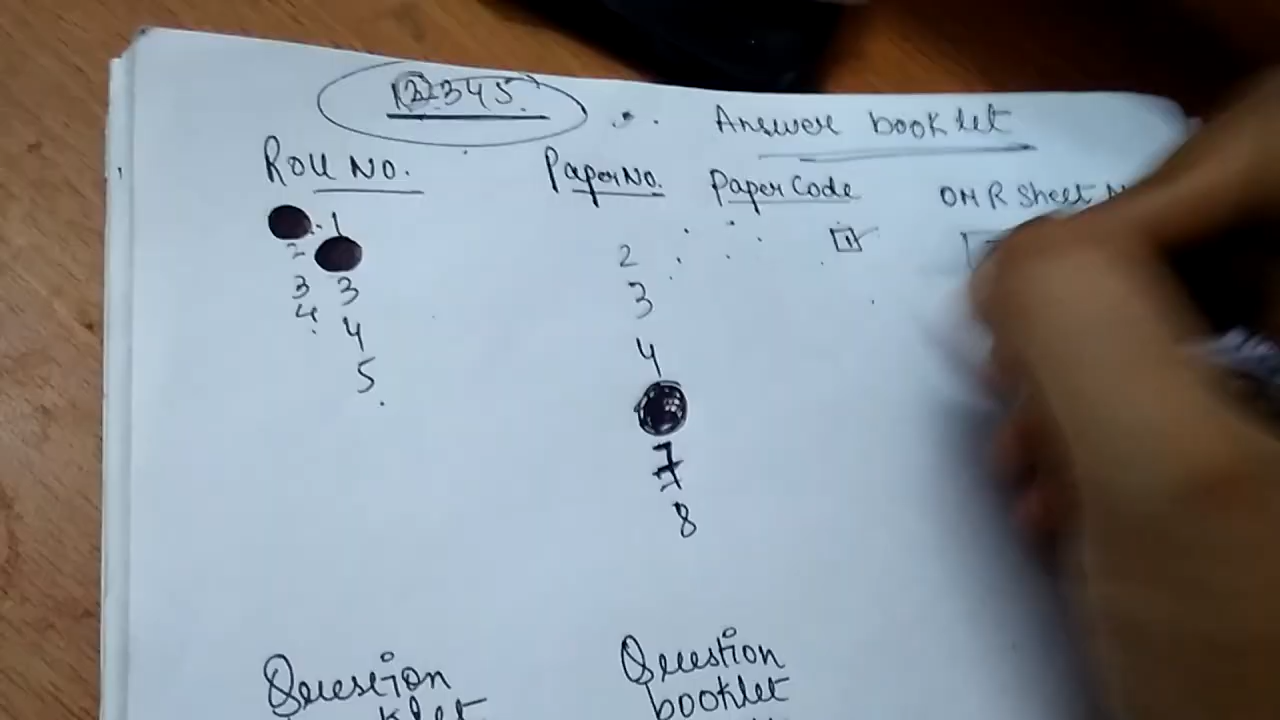 12345.
Answer booklet
Roll No.
Paper No.
Paper Code
OMR Sheet
1
2
3 3
4
4
5
2
1
3
4
7
8
Question
Question
booklet